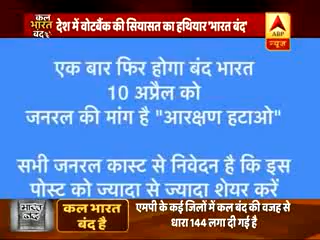 कल
भारत
बंद है
देश में वोटबैंक की सियासत का हथियार 'भारत बंद'
abp
न्यूज़
एक बार फिर होगा बंद भारत
10 अप्रैल को
जनरल की मांग है "आरक्षण हटाओ"
सभी जनरल कास्ट से निवेदन है कि इस
पोस्ट को ज्यादा से ज्यादा शेयर करें
कल भारत
बंद है
एमपी के कई जिलों में कल बंद की वजह से
धारा 144 लगा दी गई है